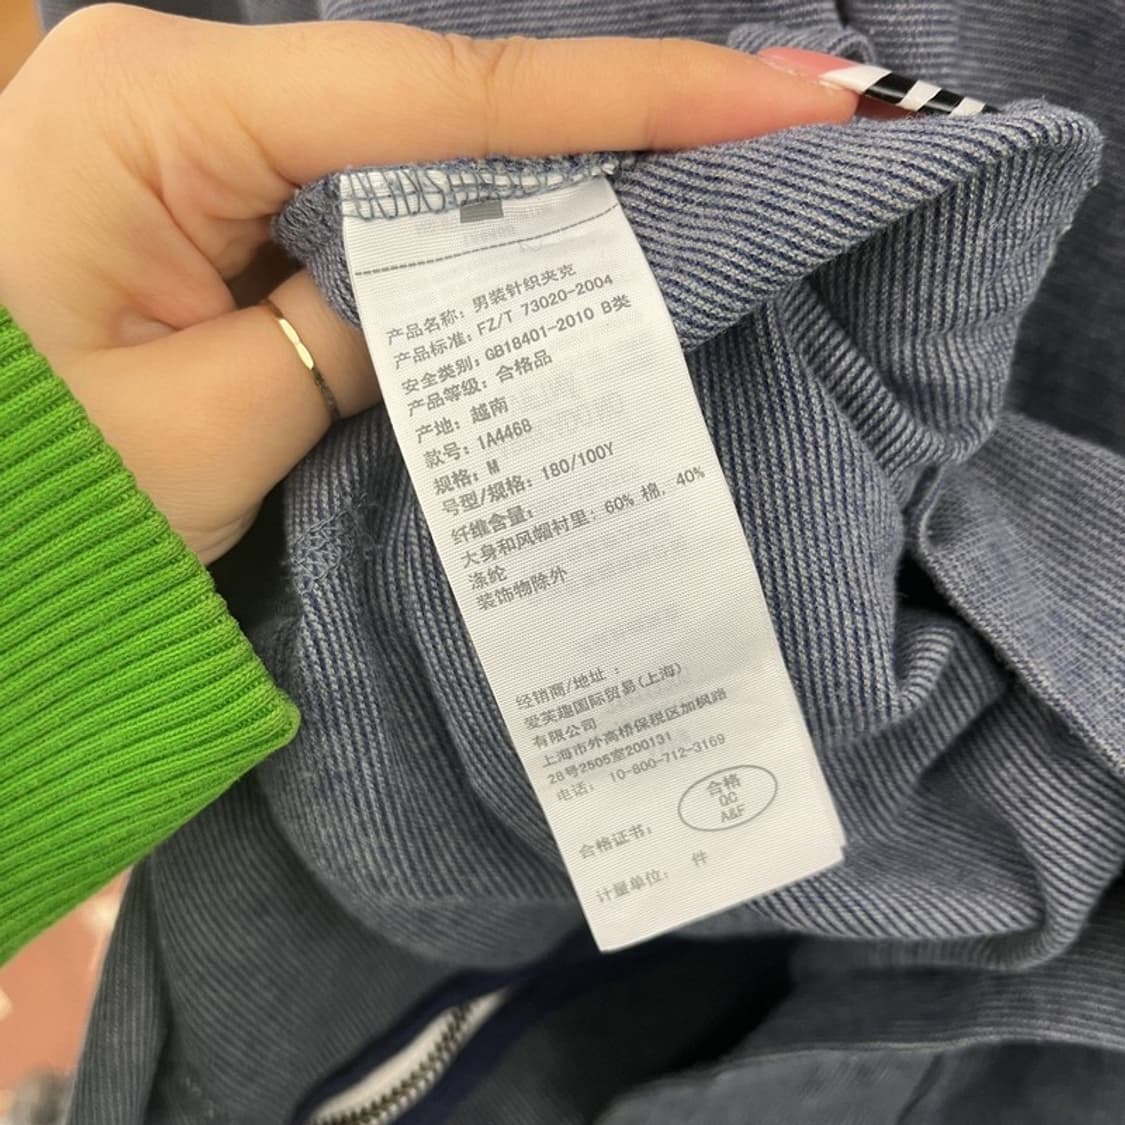 产品名称: 男装针织夹克
产品标准: FZ/T 73020-2004
安全类别: GB18401-2010 B类
产品等级: 合格品
产地: 越南
款号: 1A4468
规格: M
号型/规格: 180/100Y
纤维含量:
大身和风帽衬里: 60% 棉, 40%
涤纶
装饰物除外
经销商/地址 :
爱芙趣国际贸易(上海)
有限公司
上海市外高桥保税区加枫路
28号2505室200131
电话: 10-800-712-3169
合格
QC
A&F
合格证书:
计量单位: 件